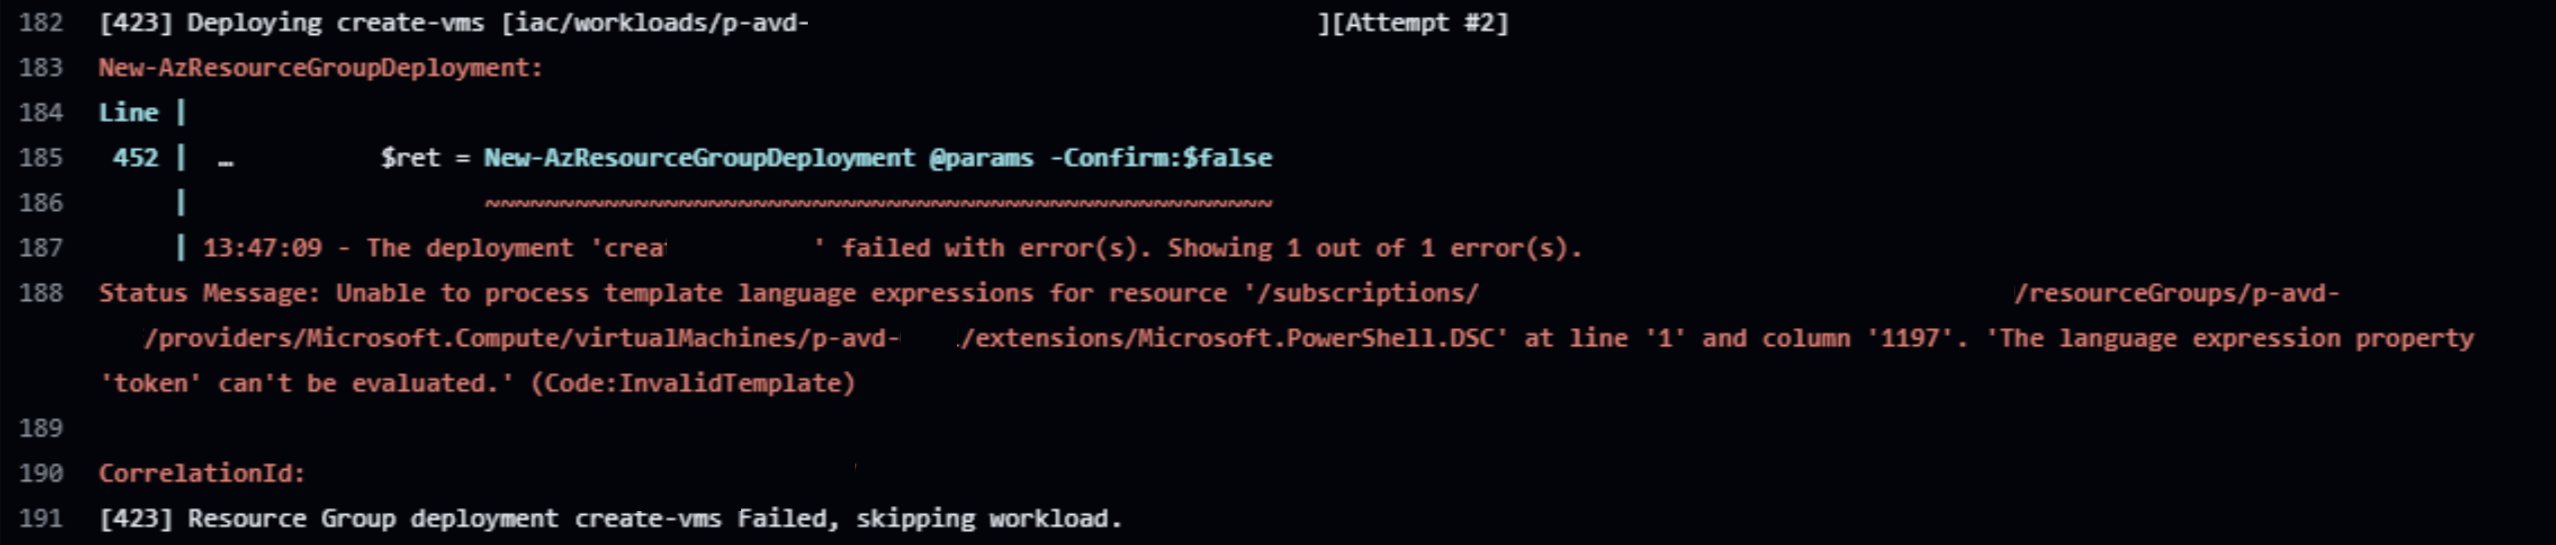 182 [423] Deploying create-vms [iac/workloads/p-avd- ][Attempt #2]
183 New-AzResourceGroupDeployment:
184 Line |
185 452 | … $ret = New-AzResourceGroupDeployment @params -Confirm:$false
186 | ~~~~~~~~~~~~~~~~~~~~~~~~~~~~~~~~~~~~~~~~~~~~~~~~~~~~~
187 | 13:47:09 - The deployment 'crea ' failed with error(s). Showing 1 out of 1 error(s).
188 Status Message: Unable to process template language expressions for resource '/subscriptions/ /resourceGroups/p-avd-
/providers/Microsoft.Compute/virtualMachines/p-avd- /extensions/Microsoft.PowerShell.DSC' at line '1' and column '1197'. 'The language expression property
'token' can't be evaluated.' (Code:InvalidTemplate)
189
190 CorrelationId:
191 [423] Resource Group deployment create-vms Failed, skipping workload.